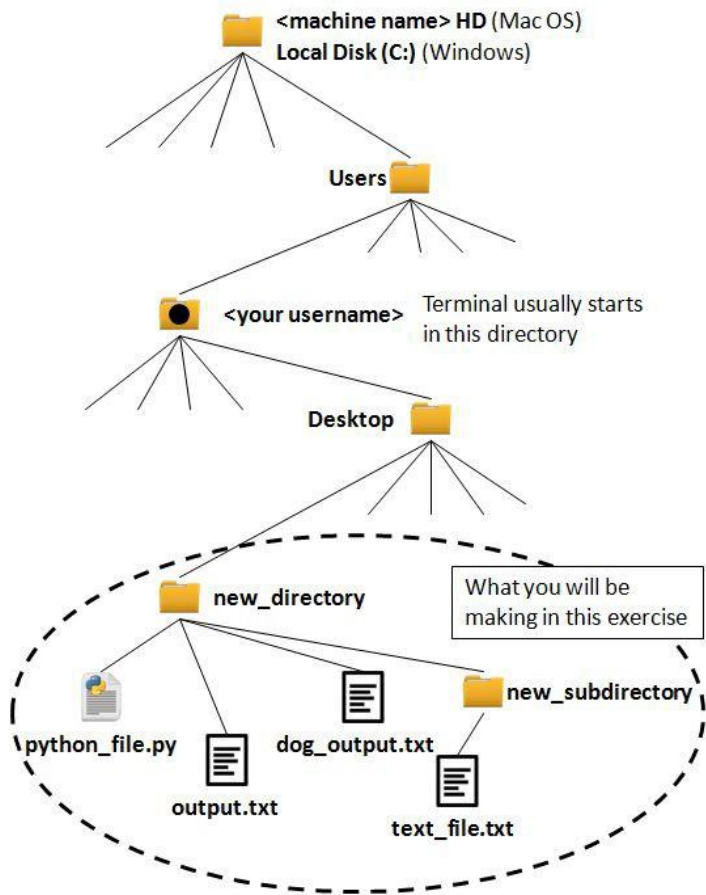 <machine name> HD (Mac OS)
Local Disk (C:) (Windows)
Users
<your username>
Terminal usually starts
in this directory
Desktop
new_directory
What you will be
making in this exercise
new_subdirectory
python_file.py
dog_output.txt
output.txt
text_file.txt